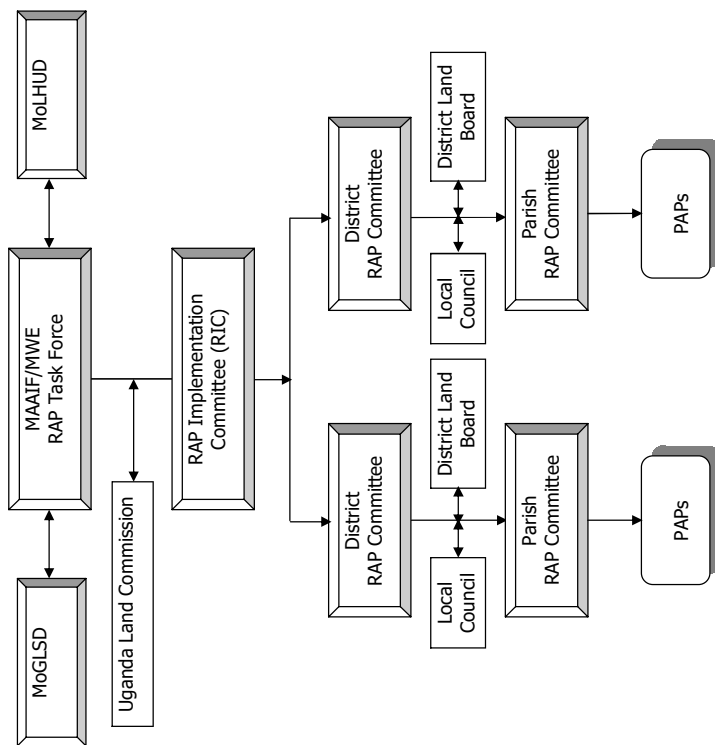 MoGLSD
MAAIF/MWE
RAP Task Force
MoLHUD
Uganda Land Commission
RAP Implementation
Committee (RIC)
District
RAP Committee
District
RAP Committee
Local
Council
District Land
Board
Local
Council
District Land
Board
Parish
RAP Committee
Parish
RAP Committee
PAPs
PAPs